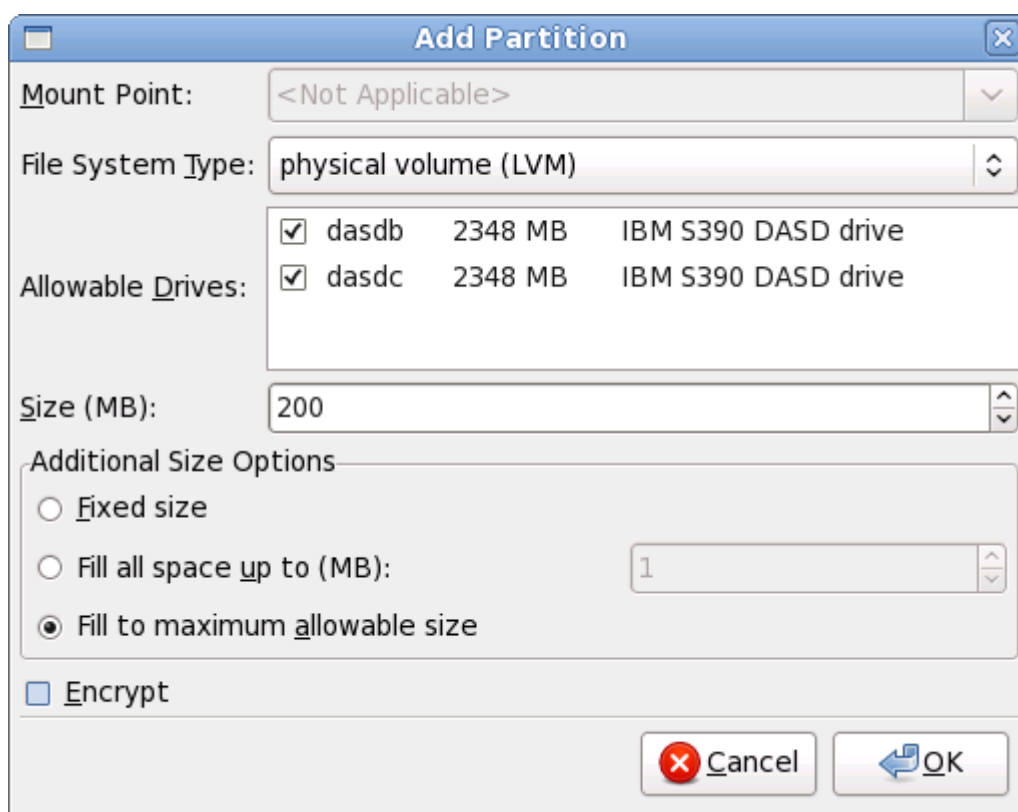 Add Partition
Mount Point: <Not Applicable>
File System Type: physical volume (LVM)
Allowable Drives:
dasdb 2348 MB IBM S390 DASD drive
dasdc 2348 MB IBM S390 DASD drive
Size (MB): 200
Additional Size Options
Fixed size
Fill all space up to (MB): 1
Fill to maximum allowable size
Encrypt
Cancel OK